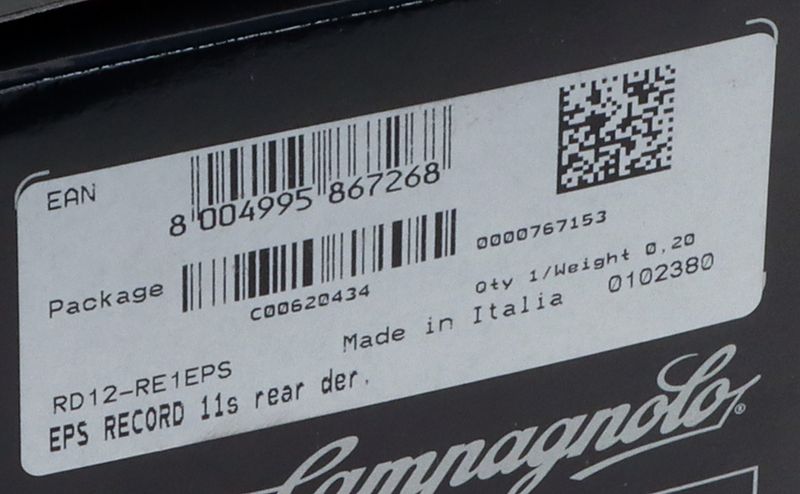 EAN
8 004995 867268
0000767153
Package
C00620434
Qty 1/Weight 0,20
Made in Italia 0102380
RD12-RE1EPS
EPS RECORD 11s rear der.
Campagnolo®